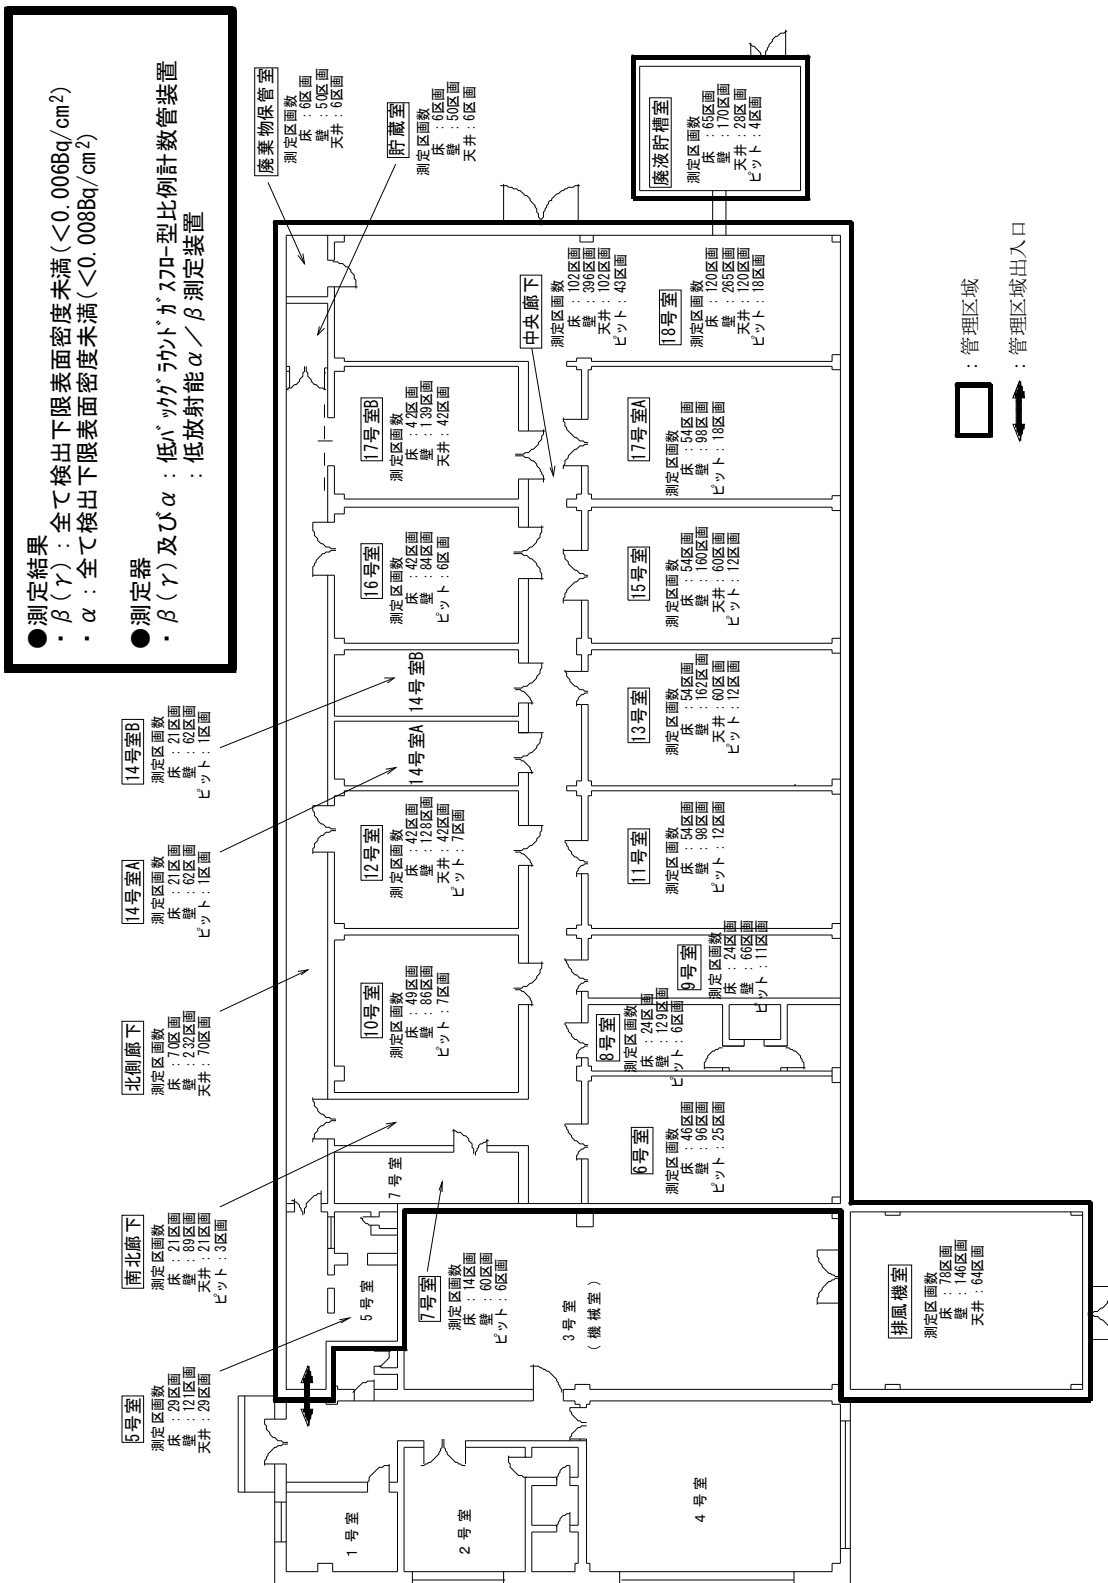 ●測定結果
・β(γ)：全て検出下限表面密度未満(＜0.006Bq/cm²)
・α：全て検出下限表面密度未満(＜0.008Bq/cm²)
●測定器
・β(γ)及びα：低バックグラウンドガスフロー型比例計数管装置
：低放射能α／β測定装置
5号室
測定区画数
床：29区画
壁：121区画
天井：29区画
南北廊下
測定区画数
床：21区画
壁：89区画
天井：21区画
ピット：3区画
北側廊下
測定区画数
床：70区画
壁：232区画
天井：70区画
14号室A
測定区画数
床：21区画
壁：62区画
ピット：1区画
14号室B
測定区画数
床：21区画
壁：62区画
ピット：1区画
廃棄物保管室
測定区画数
床：6区画
壁：50区画
天井：6区画
貯蔵室
測定区画数
床：6区画
壁：50区画
天井：6区画
1号室
2号室
5号室
7号室
7号室
測定区画数
床：14区画
壁：60区画
ピット：6区画
10号室
測定区画数
床：49区画
壁：86区画
ピット：7区画
12号室
測定区画数
床：42区画
壁：128区画
天井：42区画
ピット：7区画
14号室A
14号室B
16号室
測定区画数
床：42区画
壁：84区画
ピット：6区画
17号室B
測定区画数
床：42区画
壁：139区画
天井：42区画
中央廊下
測定区画数
床：102区画
壁：396区画
天井：102区画
ピット：43区画
3号室
(機械室)
4号室
6号室
測定区画数
床：46区画
壁：96区画
ピット：25区画
8号室
測定区画数
床：24区画
壁：129区画
ピット：6区画
9号室
測定区画数
床：24区画
壁：66区画
ピット：11区画
11号室
測定区画数
床：54区画
壁：98区画
ピット：12区画
13号室
測定区画数
床：54区画
壁：162区画
天井：60区画
ピット：12区画
15号室
測定区画数
床：54区画
壁：160区画
天井：60区画
ピット：12区画
17号室A
測定区画数
床：54区画
壁：98区画
ピット：18区画
18号室
測定区画数
床：120区画
壁：265区画
天井：120区画
ピット：18区画
廃液貯槽室
測定区画数
床：65区画
壁：170区画
天井：28区画
ピット：4区画
排風機室
測定区画数
床：78区画
壁：146区画
天井：64区画
：管理区域
：管理区域出入口